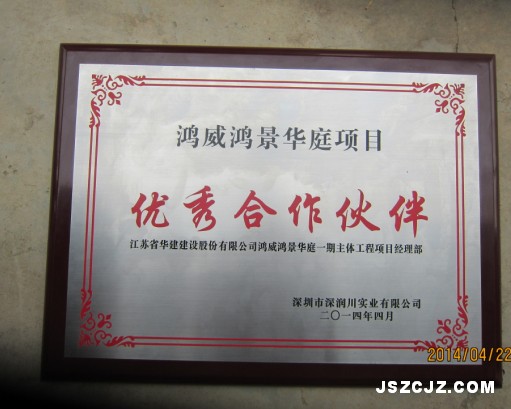 鸿威鸿景华庭项目
优秀合作伙伴
江苏省华建建设股份有限公司鸿威鸿景华庭一期主体工程项目经理部
深圳市深润川实业有限公司
二〇一四年四月
2014/04/22
JSZCJZ.COM